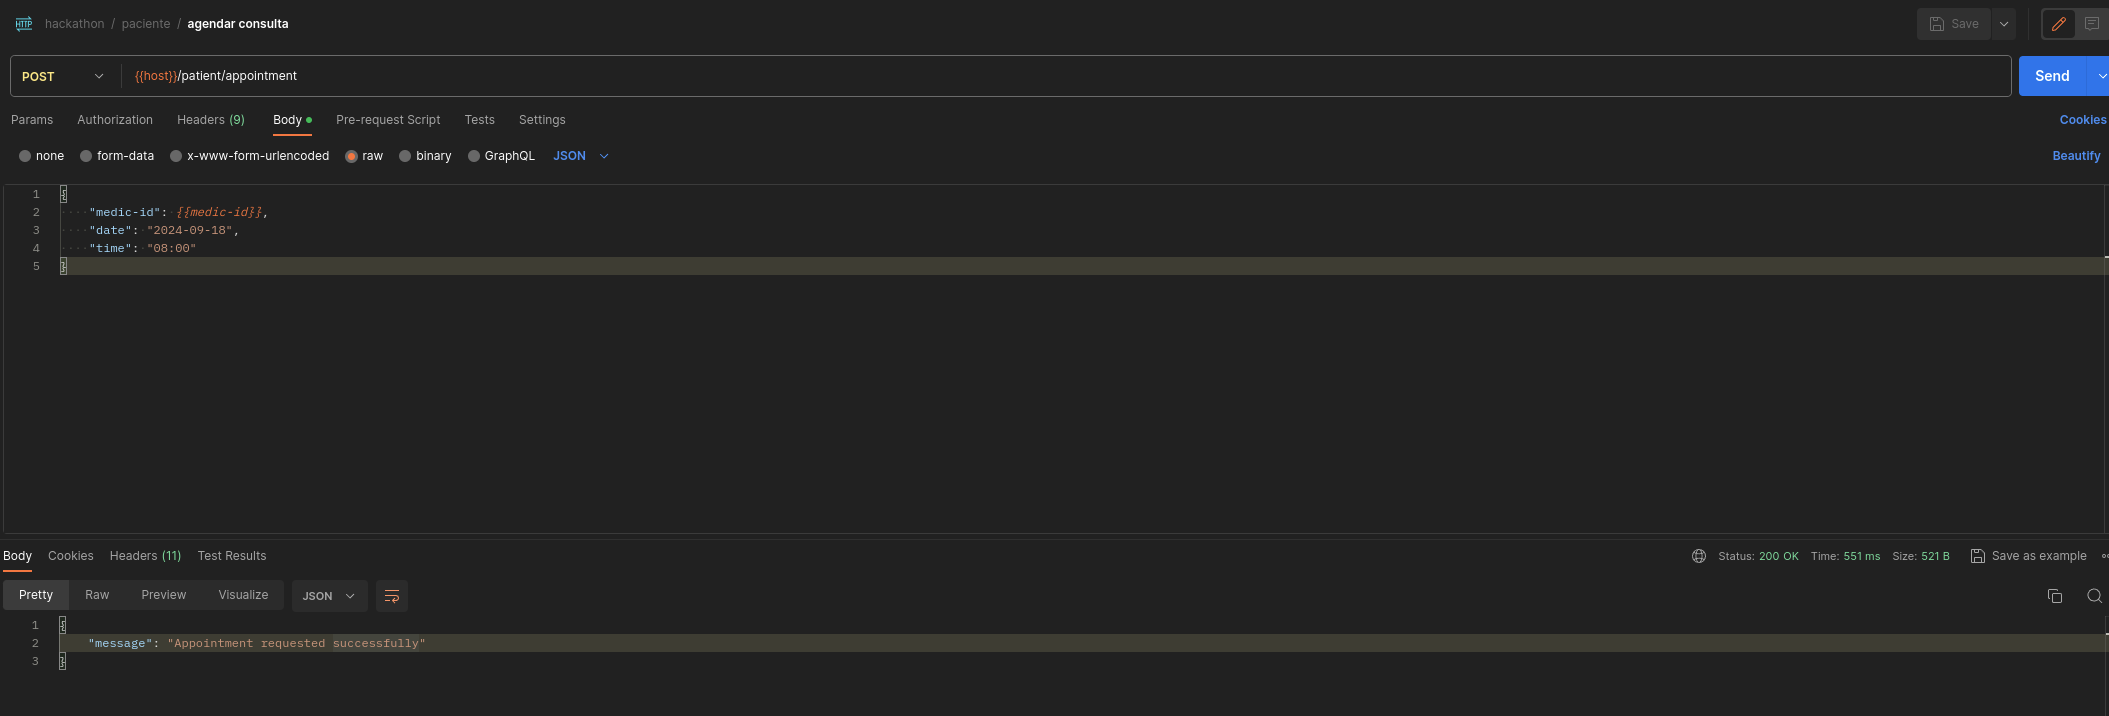 HTTP hackathon / paciente / agendar consulta
Save
POST {{host}}/patient/appointment Send
Params Authorization Headers (9) Body Pre-request Script Tests Settings Cookies
none form-data x-www-form-urlencoded raw binary GraphQL JSON Beautify
1 {
2 "medic-id": {{medic-id}},
3 "date": "2024-09-18",
4 "time": "08:00"
5 }
Body Cookies Headers (11) Test Results Status: 200 OK Time: 551 ms Size: 521 B Save as example
Pretty Raw Preview Visualize JSON
1 {
2 "message": "Appointment requested successfully"
3 }